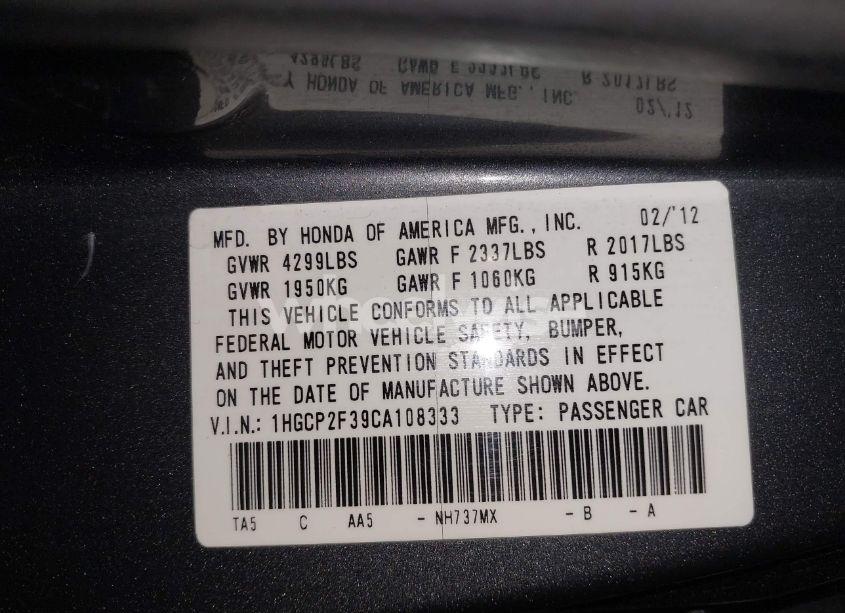 MFD. BY HONDA OF AMERICA MFG., INC. 02/'12
GVWR 4299LBS GAWR F 2337LBS R 2017LBS
GVWR 1950KG GAWR F 1060KG R 915KG
THIS VEHICLE CONFORMS TO ALL APPLICABLE
FEDERAL MOTOR VEHICLE SAFETY, BUMPER,
AND THEFT PREVENTION STANDARDS IN EFFECT
ON THE DATE OF MANUFACTURE SHOWN ABOVE.
V.I.N.: 1HGCP2F39CA108333 TYPE: PASSENGER CAR
TA5 C AA5 - NH737MX - B - A